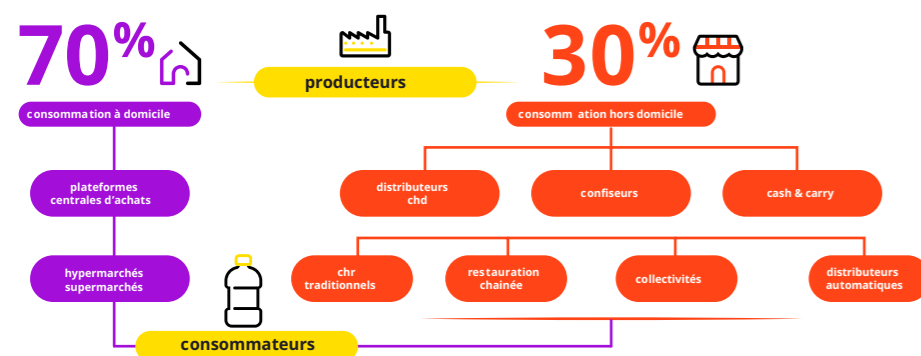 70%
30%
producteurs
consommation à domicile
consomm ation hors domicile
plateformes
centrales d'achats
distributeurs
chd
confiseurs
cash & carry
hypermarchés
supermarchés
chr
traditionnels
restauration
chainée
collectivités
distributeurs
automatiques
consommateurs